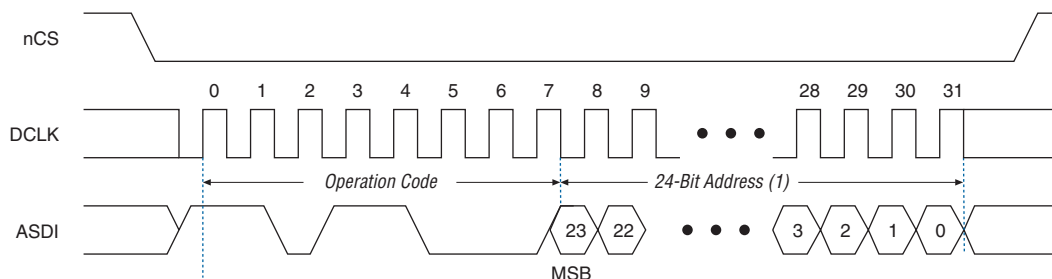 nCS
0 1 2 3 4 5 6 7 8 9 28 29 30 31
DCLK
Operation Code 24-Bit Address (1)
ASDI 23 22 3 2 1 0
MSB